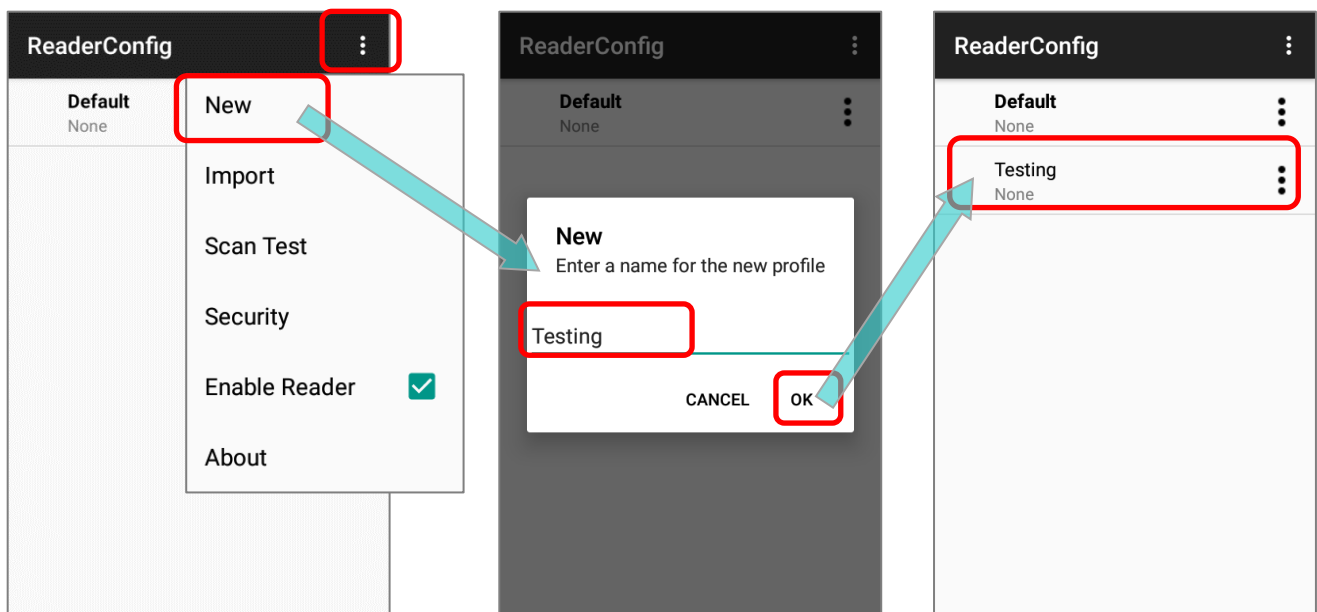 ReaderConfig
Default
None
New
Import
Scan Test
Security
Enable Reader
About
ReaderConfig
Default
None
New
Enter a name for the new profile
Testing
CANCEL OK
ReaderConfig
Default
None
Testing
None